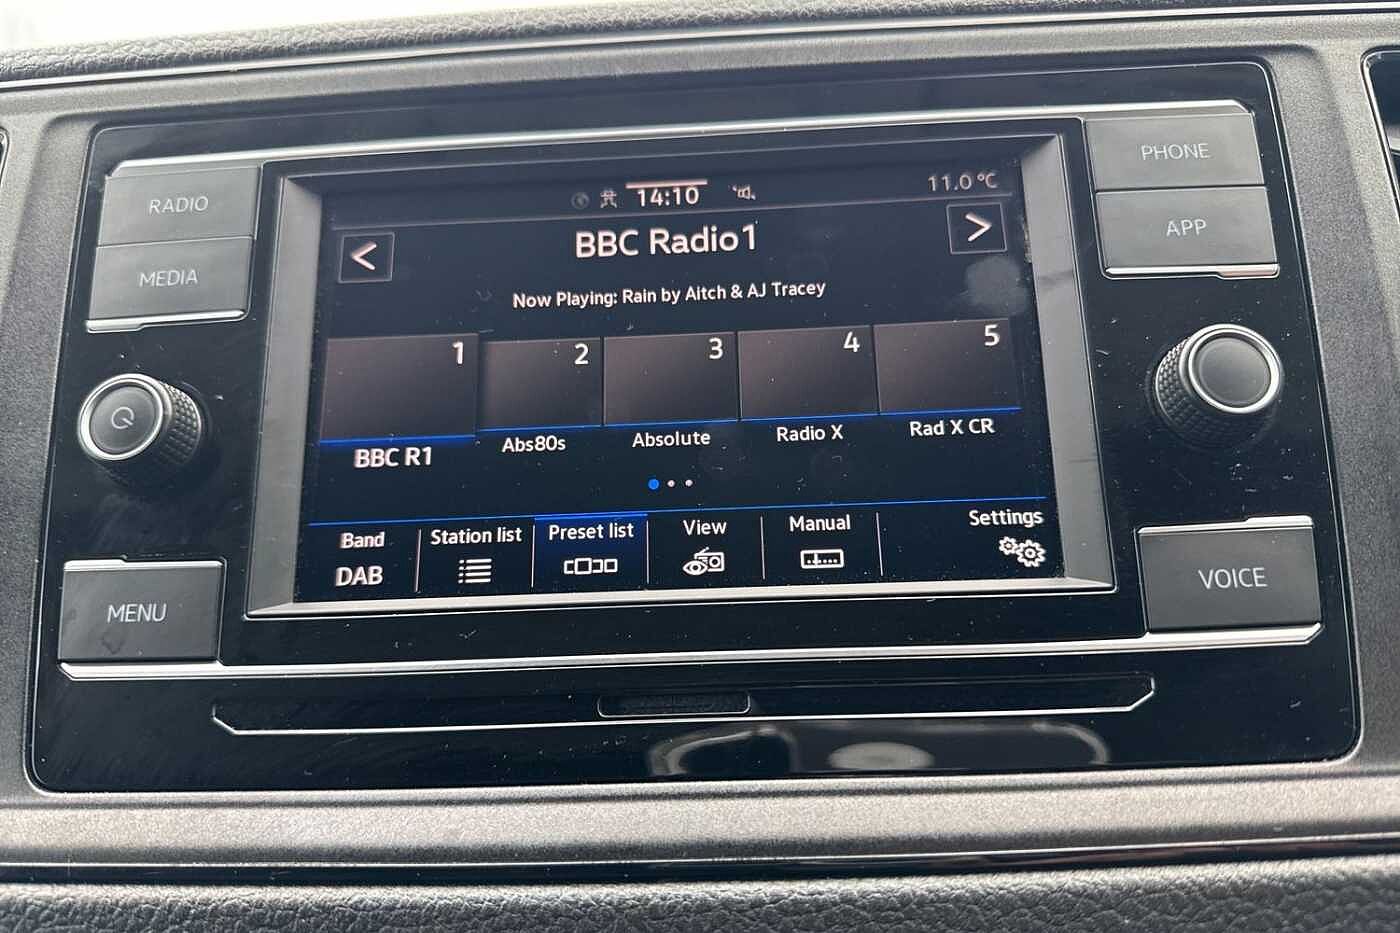 RADIO
MEDIA
MENU
14:10
11.0 °C
<
BBC Radio1
>
Now Playing: Rain by Aitch & AJ Tracey
1
2
3
4
5
BBC R1
Abs80s
Absolute
Radio X
Rad X CR
Band
DAB
Station list
Preset list
View
Manual
Settings
PHONE
APP
VOICE